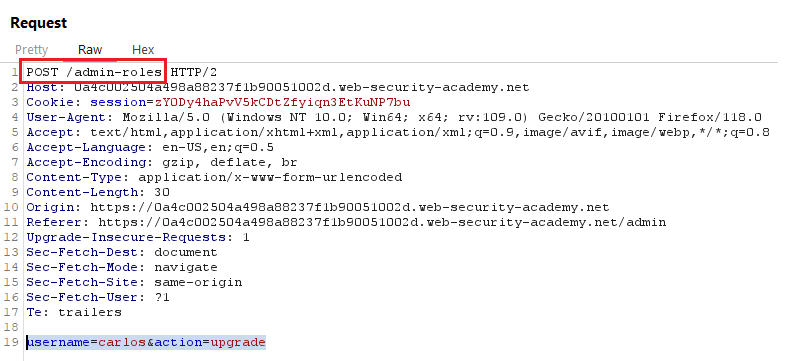 Request
Pretty Raw Hex
1 POST /admin-roles HTTP/2
2 Host: 0a4c002504a498a88237f1b90051002d.web-security-academy.net
3 Cookie: session=zY0Dy4haPvV5kCDtZfyiqn3EtKuNP7bu
4 User-Agent: Mozilla/5.0 (Windows NT 10.0; Win64; x64; rv:109.0) Gecko/20100101 Firefox/118.0
5 Accept: text/html,application/xhtml+xml,application/xml;q=0.9,image/avif,image/webp,*/*;q=0.8
6 Accept-Language: en-US,en;q=0.5
7 Accept-Encoding: gzip, deflate, br
8 Content-Type: application/x-www-form-urlencoded
9 Content-Length: 30
10 Origin: https://0a4c002504a498a88237f1b90051002d.web-security-academy.net
11 Referer: https://0a4c002504a498a88237f1b90051002d.web-security-academy.net/admin
12 Upgrade-Insecure-Requests: 1
13 Sec-Fetch-Dest: document
14 Sec-Fetch-Mode: navigate
15 Sec-Fetch-Site: same-origin
16 Sec-Fetch-User: ?1
17 Te: trailers
18
19 username=carlos&action=upgrade